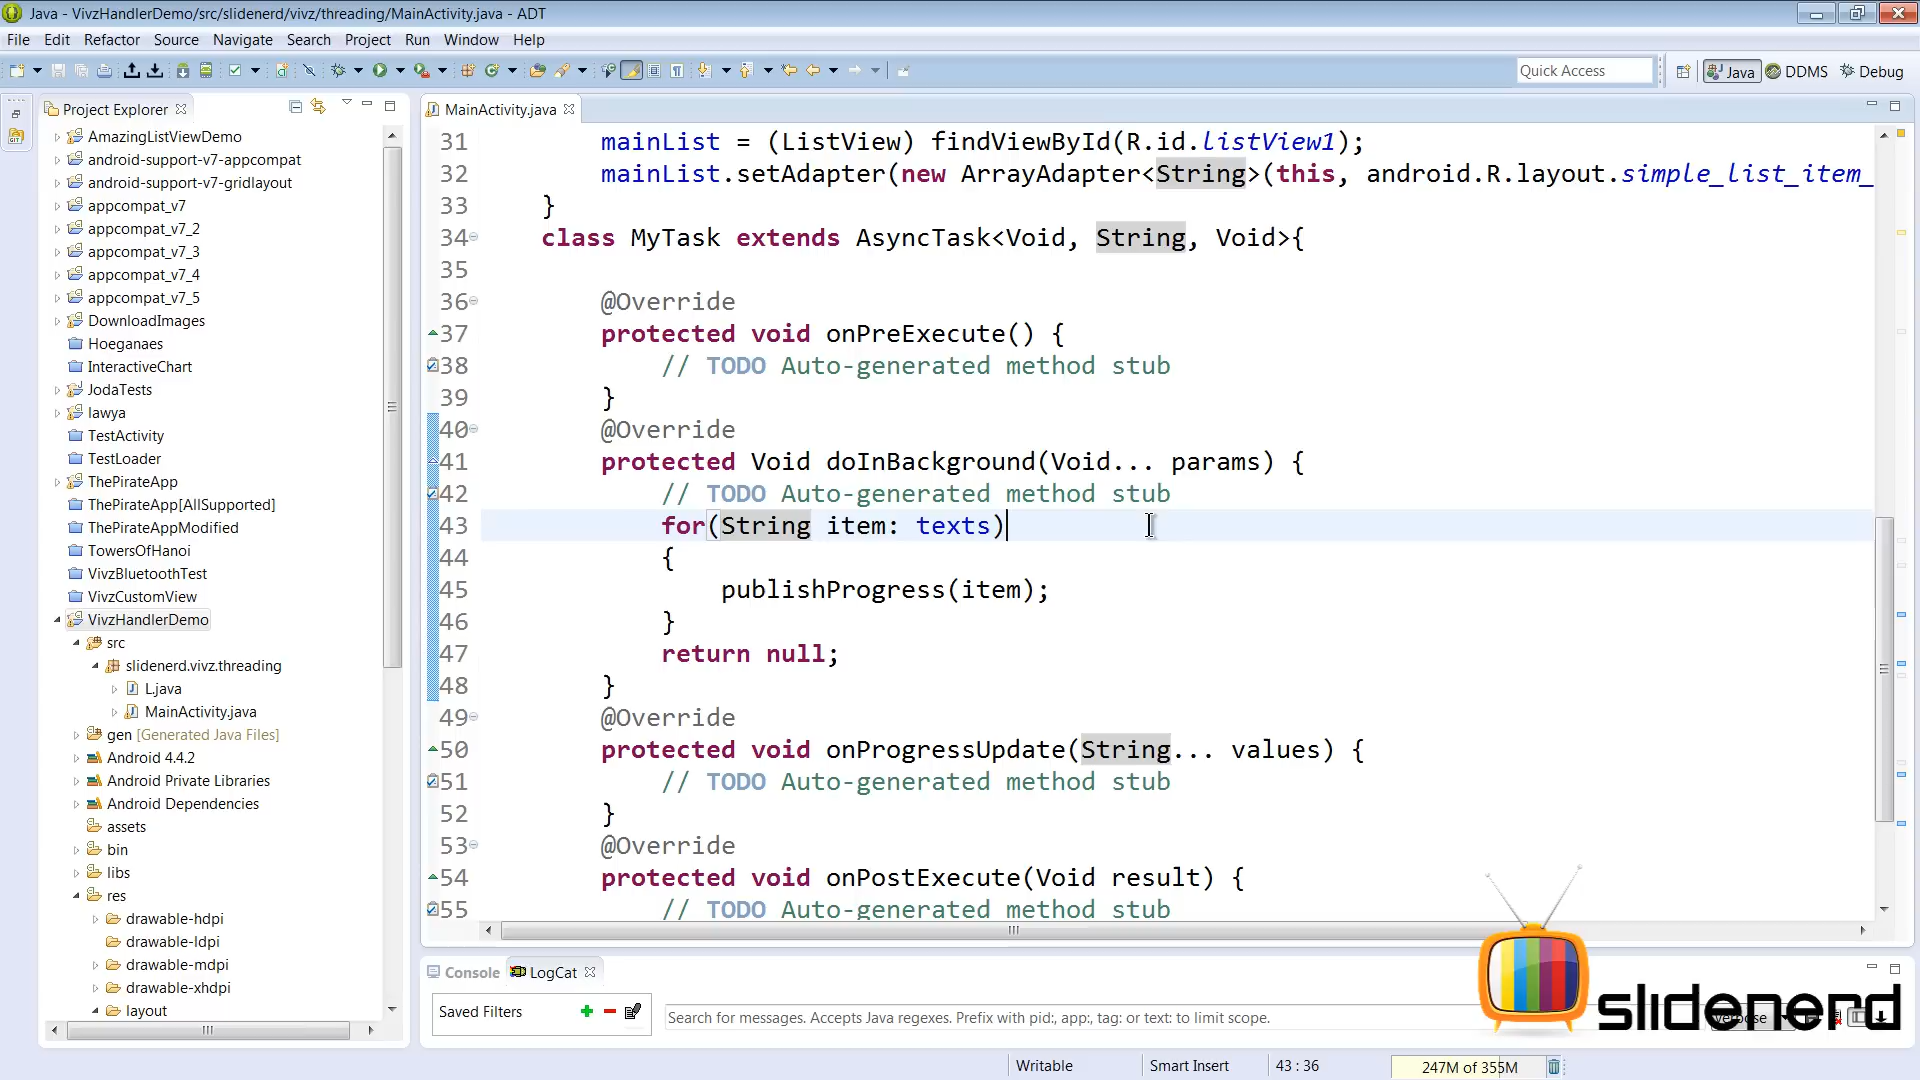 Java - VivzHandlerDemo/src/slidenerd/vivz/threading/MainActivity.java - ADT
File Edit Refactor Source Navigate Search Project Run Window Help
Quick Access
Java
DDMS
Debug
Project Explorer
AmazingListViewDemo
android-support-v7-appcompat
android-support-v7-gridlayout
appcompat_v7
appcompat_v7_2
appcompat_v7_3
appcompat_v7_4
appcompat_v7_5
DownloadImages
Hoeganaes
InteractiveChart
JodaTests
lawya
TestActivity
TestLoader
ThePirateApp
ThePirateApp[AllSupported]
ThePirateAppModified
TowersOfHanoi
VivzBluetoothTest
VivzCustomView
VivzHandlerDemo
src
slidenerd.vivz.threading
L.java
MainActivity.java
gen [Generated Java Files]
Android 4.4.2
Android Private Libraries
Android Dependencies
assets
bin
libs
res
drawable-hdpi
drawable-ldpi
drawable-mdpi
drawable-xhdpi
layout
MainActivity.java
31 mainList = (ListView) findViewById(R.id.listView1);
32 mainList.setAdapter(new ArrayAdapter<String>(this, android.R.layout.simple_list_item_
33 }
34 class MyTask extends AsyncTask<Void, String, Void>{
35
36 @Override
37 protected void onPreExecute() {
38 // TODO Auto-generated method stub
39 }
40 @Override
41 protected Void doInBackground(Void... params) {
42 // TODO Auto-generated method stub
43 for(String item: texts)
44 {
45 publishProgress(item);
46 }
47 return null;
48 }
49 @Override
50 protected void onProgressUpdate(String... values) {
51 // TODO Auto-generated method stub
52 }
53 @Override
54 protected void onPostExecute(Void result) {
55 // TODO Auto-generated method stub
Console
LogCat
Saved Filters
Search for messages. Accepts Java regexes. Prefix with pid:, app:, tag: or text: to limit scope.
slidenerd
Writable
Smart Insert
43 : 36
247M of 355M